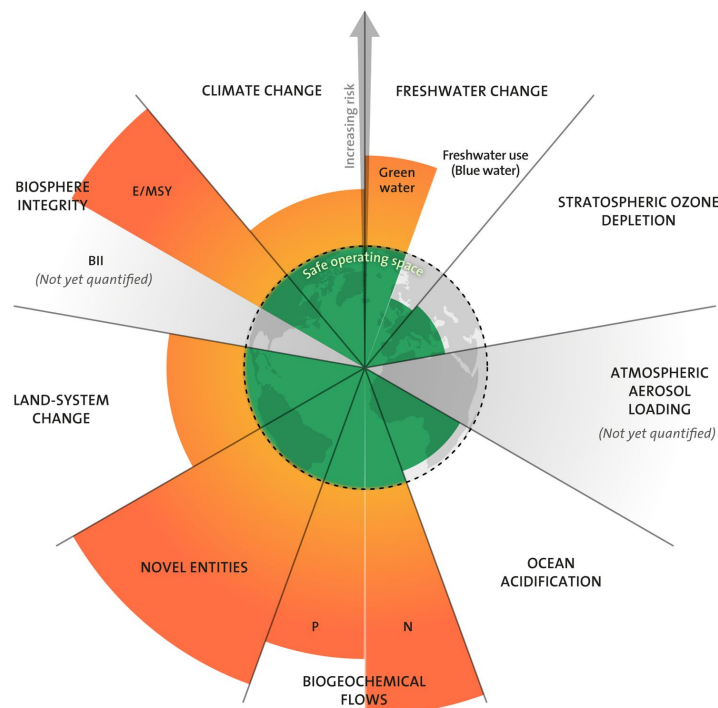 CLIMATE CHANGE
FRESHWATER CHANGE
Increasing risk
Green
water
Freshwater use
(Blue water)
E/MSY
BIOSPHERE
INTEGRITY
STRATOSPHERIC OZONE
DEPLETION
BII
(Not yet quantified)
Safe operating space
ATMOSPHERIC
AEROSOL
LOADING
(Not yet quantified)
LAND-SYSTEM
CHANGE
NOVEL ENTITIES
OCEAN
ACIDIFICATION
P
N
BIOGEOCHEMICAL
FLOWS